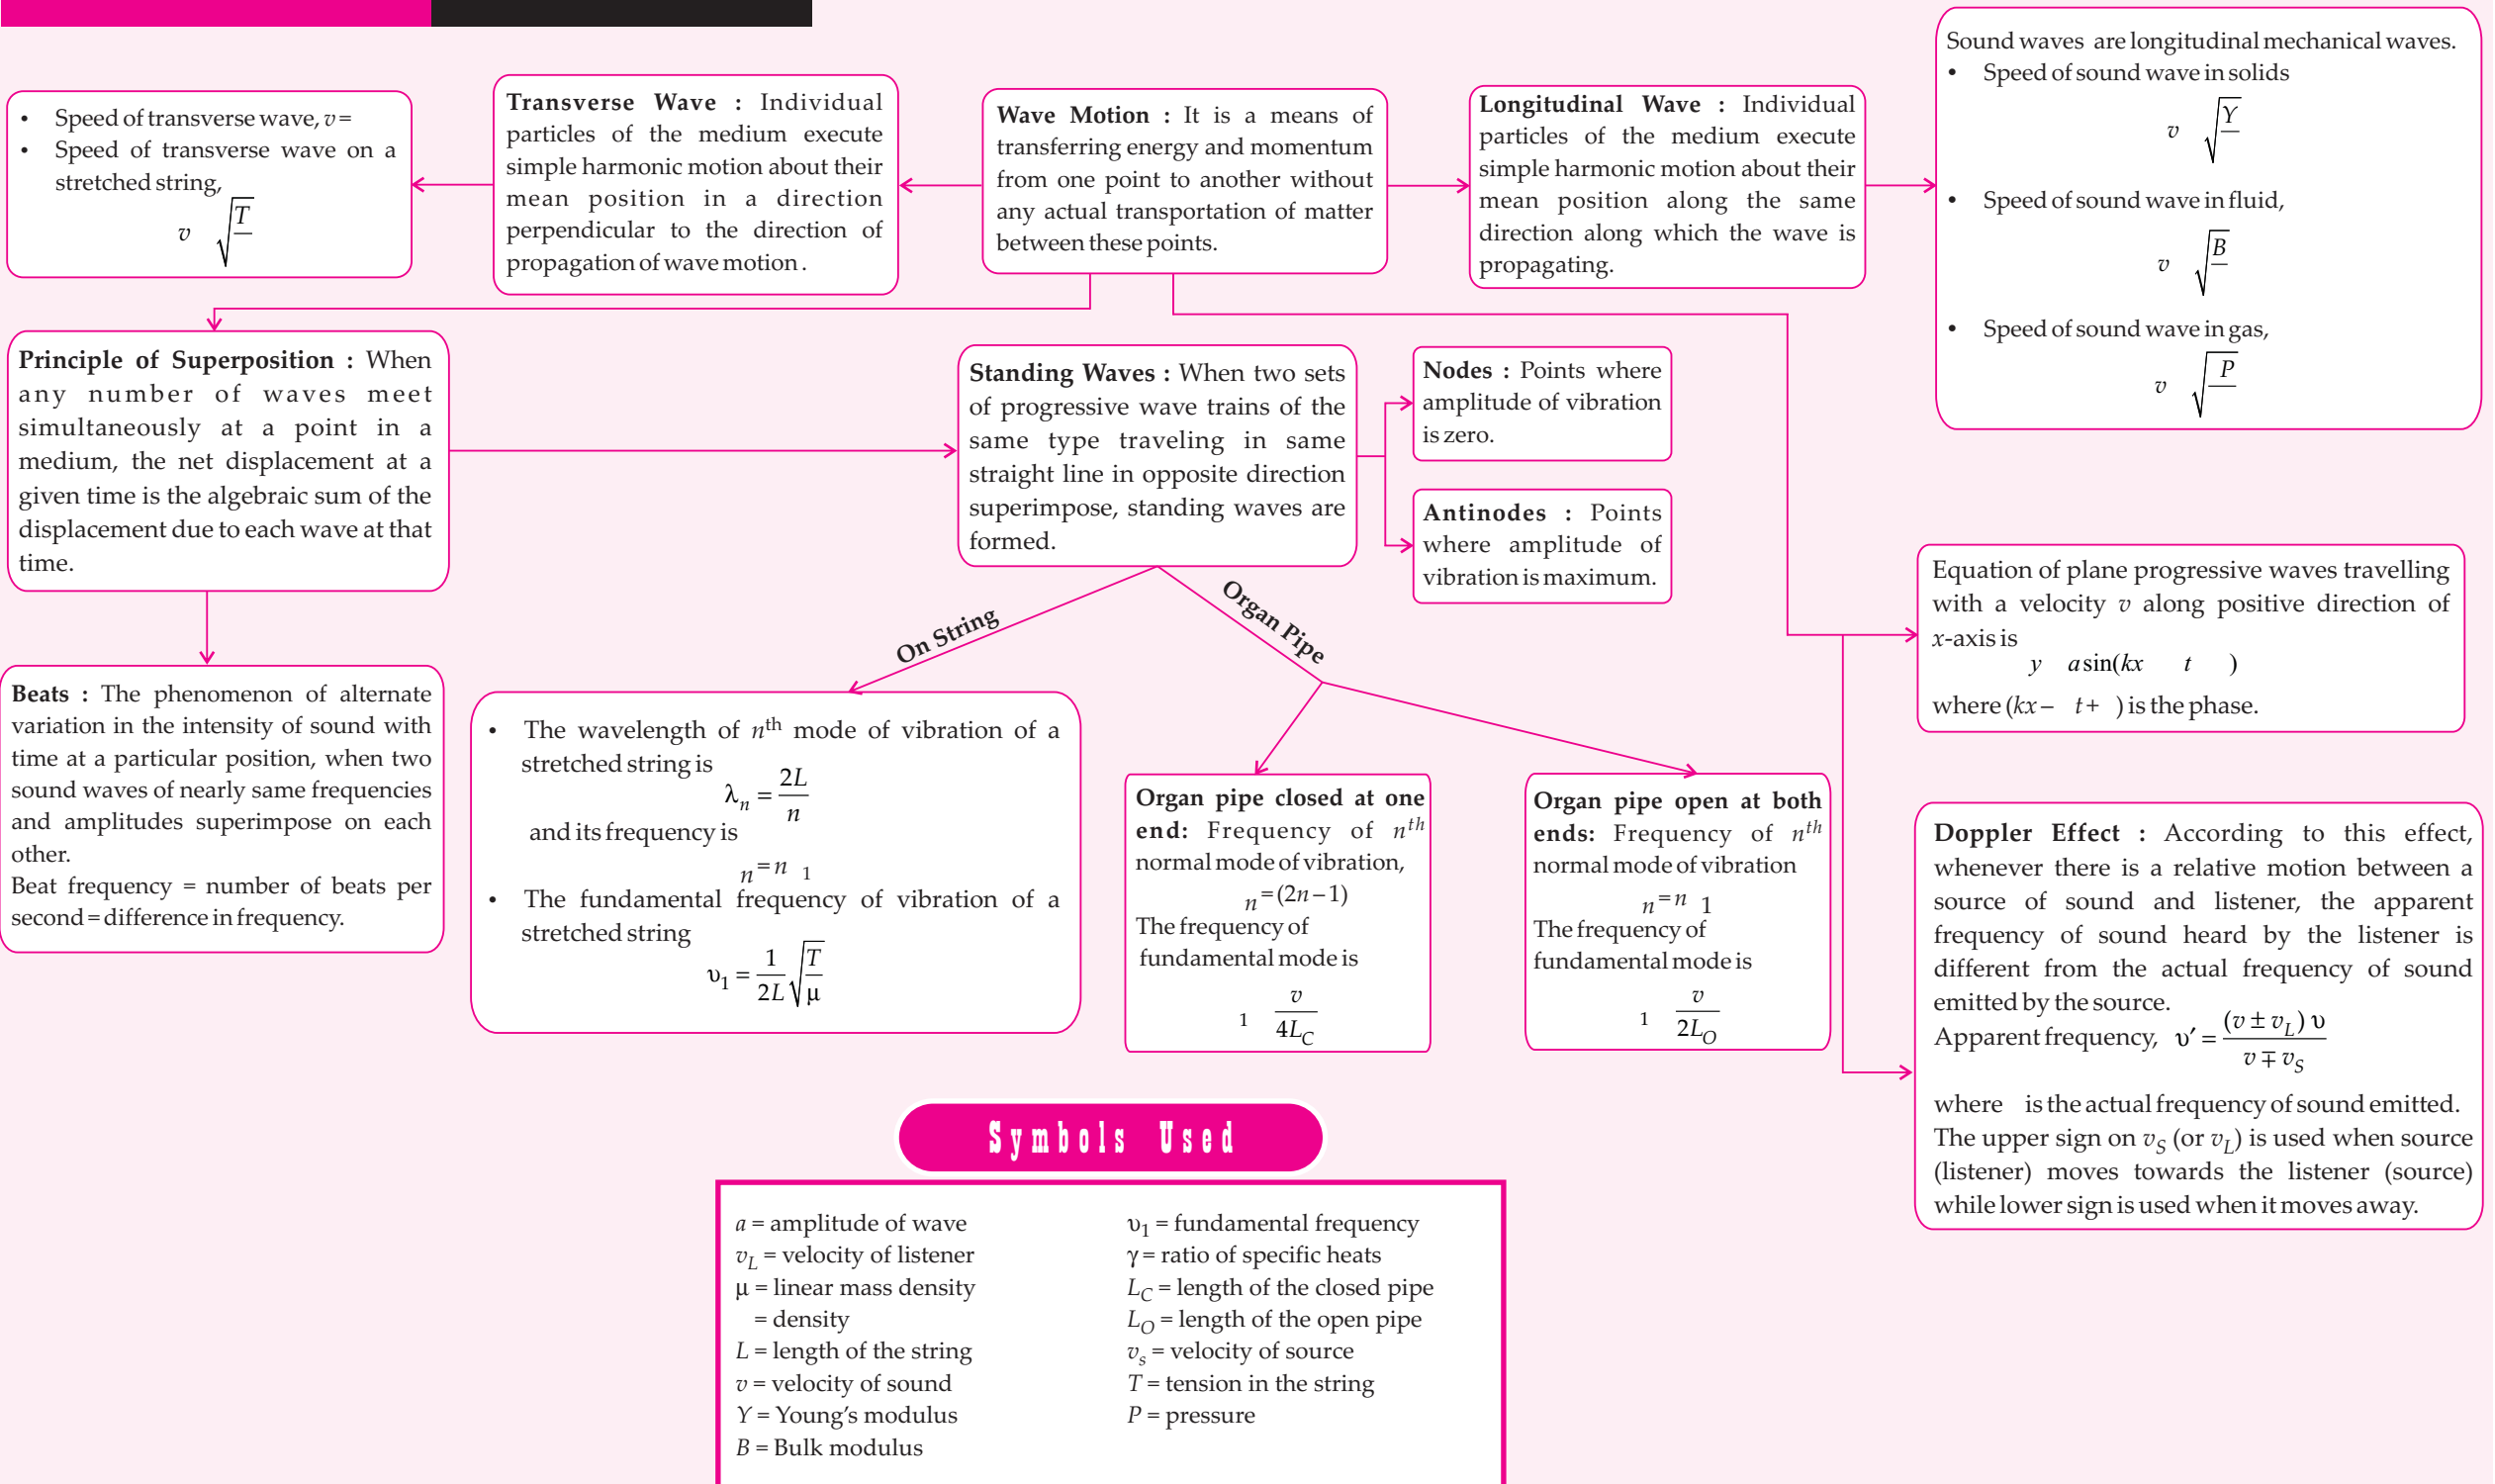 • Speed of transverse wave, v =
• Speed of transverse wave on a
stretched string,
v √T
Transverse Wave : Individual
particles of the medium execute
simple harmonic motion about their
mean position in a direction
perpendicular to the direction of
propagation of wave motion .
Wave Motion : It is a means of
transferring energy and momentum
from one point to another without
any actual transportation of matter
between these points.
Longitudinal Wave : Individual
particles of the medium execute
simple harmonic motion about their
mean position along the same
direction along which the wave is
propagating.
Sound waves are longitudinal mechanical waves.
• Speed of sound wave in solids
v √Y
• Speed of sound wave in fluid,
v √B
• Speed of sound wave in gas,
v √P
Principle of Superposition : When
any number of waves meet
simultaneously at a point in a
medium, the net displacement at a
given time is the algebraic sum of the
displacement due to each wave at that
time.
Standing Waves : When two sets
of progressive wave trains of the
same type traveling in same
straight line in opposite direction
superimpose, standing waves are
formed.
Nodes : Points where
amplitude of vibration
is zero.
Antinodes : Points
where amplitude of
vibration is maximum.
Equation of plane progressive waves travelling
with a velocity v along positive direction of
x-axis is
y a sin(kx t )
where (kx – t + ) is the phase.
On String
Organ Pipe
Beats : The phenomenon of alternate
variation in the intensity of sound with
time at a particular position, when two
sound waves of nearly same frequencies
and amplitudes superimpose on each
other.
Beat frequency = number of beats per
second = difference in frequency.
• The wavelength of nth mode of vibration of a
stretched string is
λn = 2L/n
and its frequency is
n = n 1
• The fundamental frequency of vibration of a
stretched string
υ1 = 1/2L √T/μ
Organ pipe closed at one
end: Frequency of nth
normal mode of vibration,
n = (2n – 1)
The frequency of
fundamental mode is
1 v/4LC
Organ pipe open at both
ends: Frequency of nth
normal mode of vibration
n = n 1
The frequency of
fundamental mode is
1 v/2LO
Doppler Effect : According to this effect,
whenever there is a relative motion between a
source of sound and listener, the apparent
frequency of sound heard by the listener is
different from the actual frequency of sound
emitted by the source.
Apparent frequency, υ′ = (v ± vL) υ / v ∓ vS
where is the actual frequency of sound emitted.
The upper sign on vS (or vL) is used when source
(listener) moves towards the listener (source)
while lower sign is used when it moves away.
Symbols Used
a = amplitude of wave
vL = velocity of listener
μ = linear mass density
= density
L = length of the string
v = velocity of sound
Y = Young's modulus
B = Bulk modulus
υ1 = fundamental frequency
γ = ratio of specific heats
LC = length of the closed pipe
LO = length of the open pipe
vs = velocity of source
T = tension in the string
P = pressure